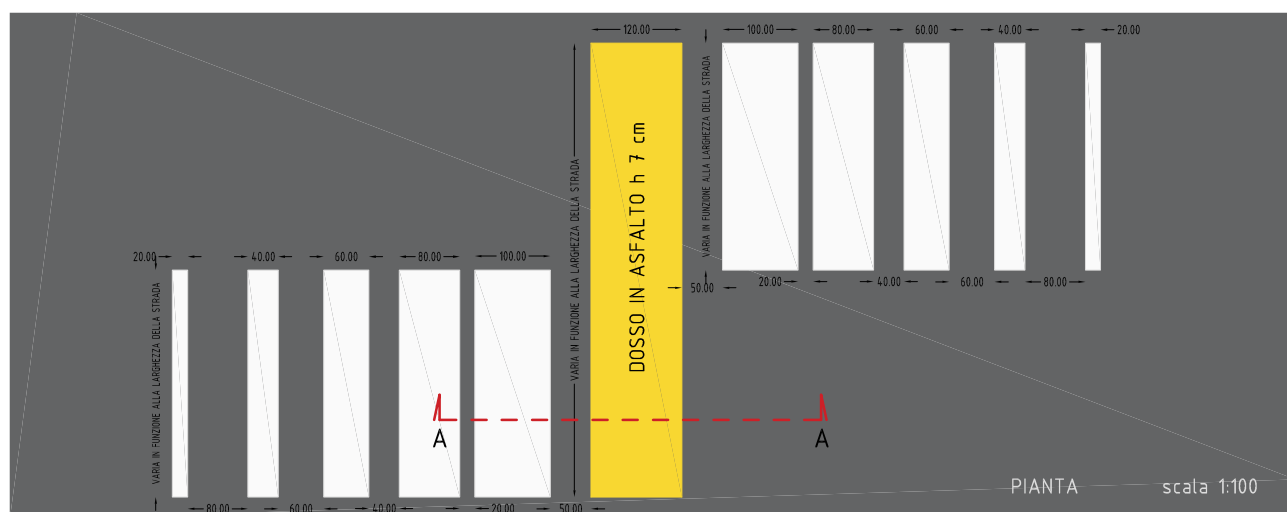 120.00
100.00
80.00
60.00
40.00
20.00
VARIA IN FUNZIONE ALLA LARGHEZZA DELLA STRADA
VARIA IN FUNZIONE ALLA LARGHEZZA DELLA STRADA
DOSSO IN ASFALTO h 7 cm
50.00
20.00
40.00
60.00
80.00
20.00
40.00
60.00
80.00
100.00
VARIA IN FUNZIONE ALLA LARGHEZZA DELLA STRADA
A
A
80.00
60.00
40.00
20.00
50.00
PIANTA
scala 1:100